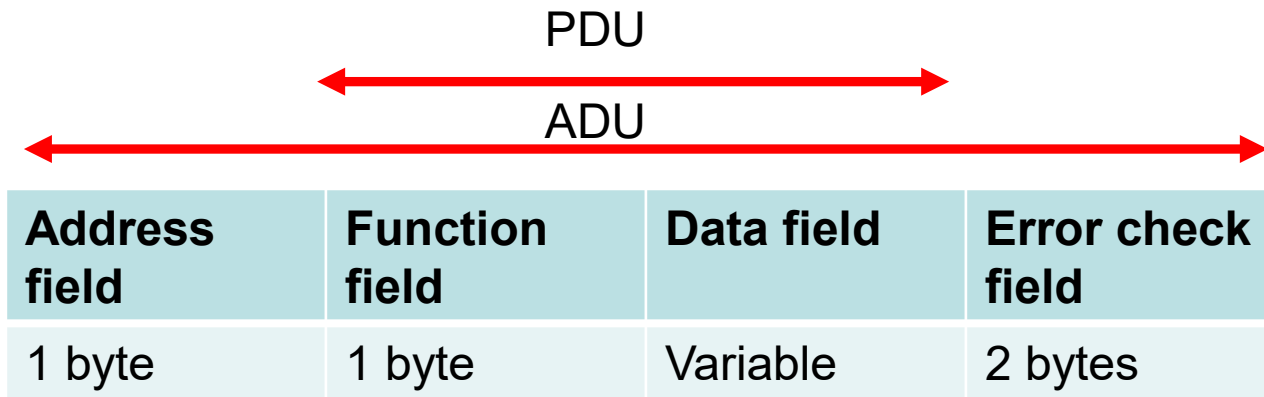 PDU
ADU
Address field
Function field
Data field
Error check field
1 byte
1 byte
Variable
2 bytes